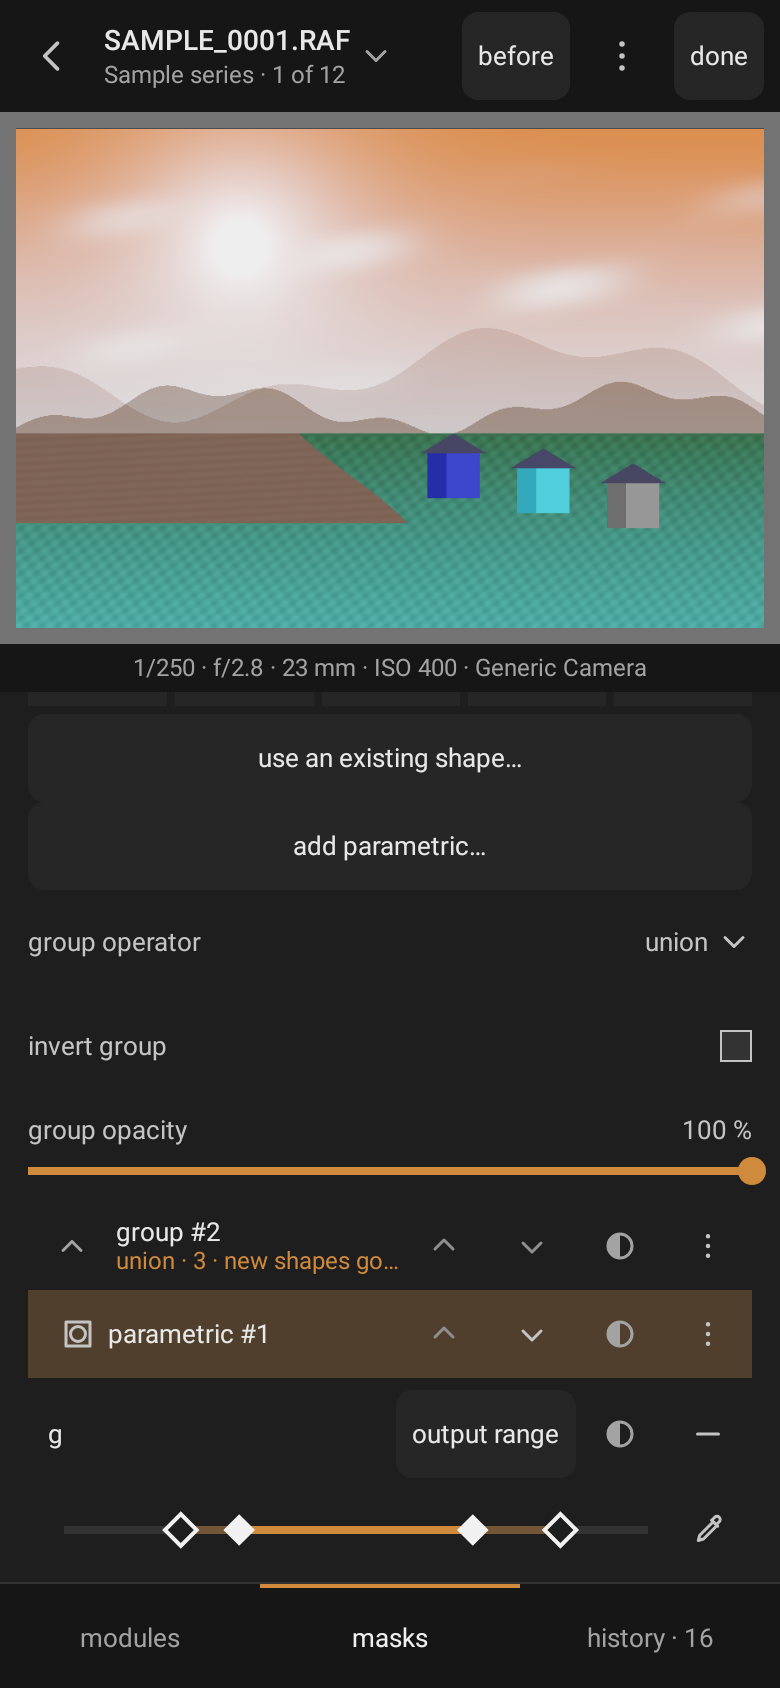 SAMPLE_0001.RAF
Sample series · 1 of 12
before
done
1/250 · f/2.8 · 23 mm · ISO 400 · Generic Camera
use an existing shape…
add parametric…
group operator
union
invert group
group opacity
100 %
group #2
union · 3 · new shapes go…
parametric #1
g
output range
modules
masks
history · 16